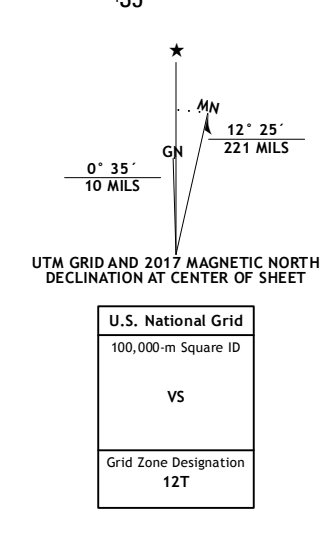 ★
MN
12° 25´
221 MILS
GN
0° 35´
10 MILS
UTM GRID AND 2017 MAGNETIC NORTH
DECLINATION AT CENTER OF SHEET
U.S. National Grid
100,000-m Square ID
VS
Grid Zone Designation
12T